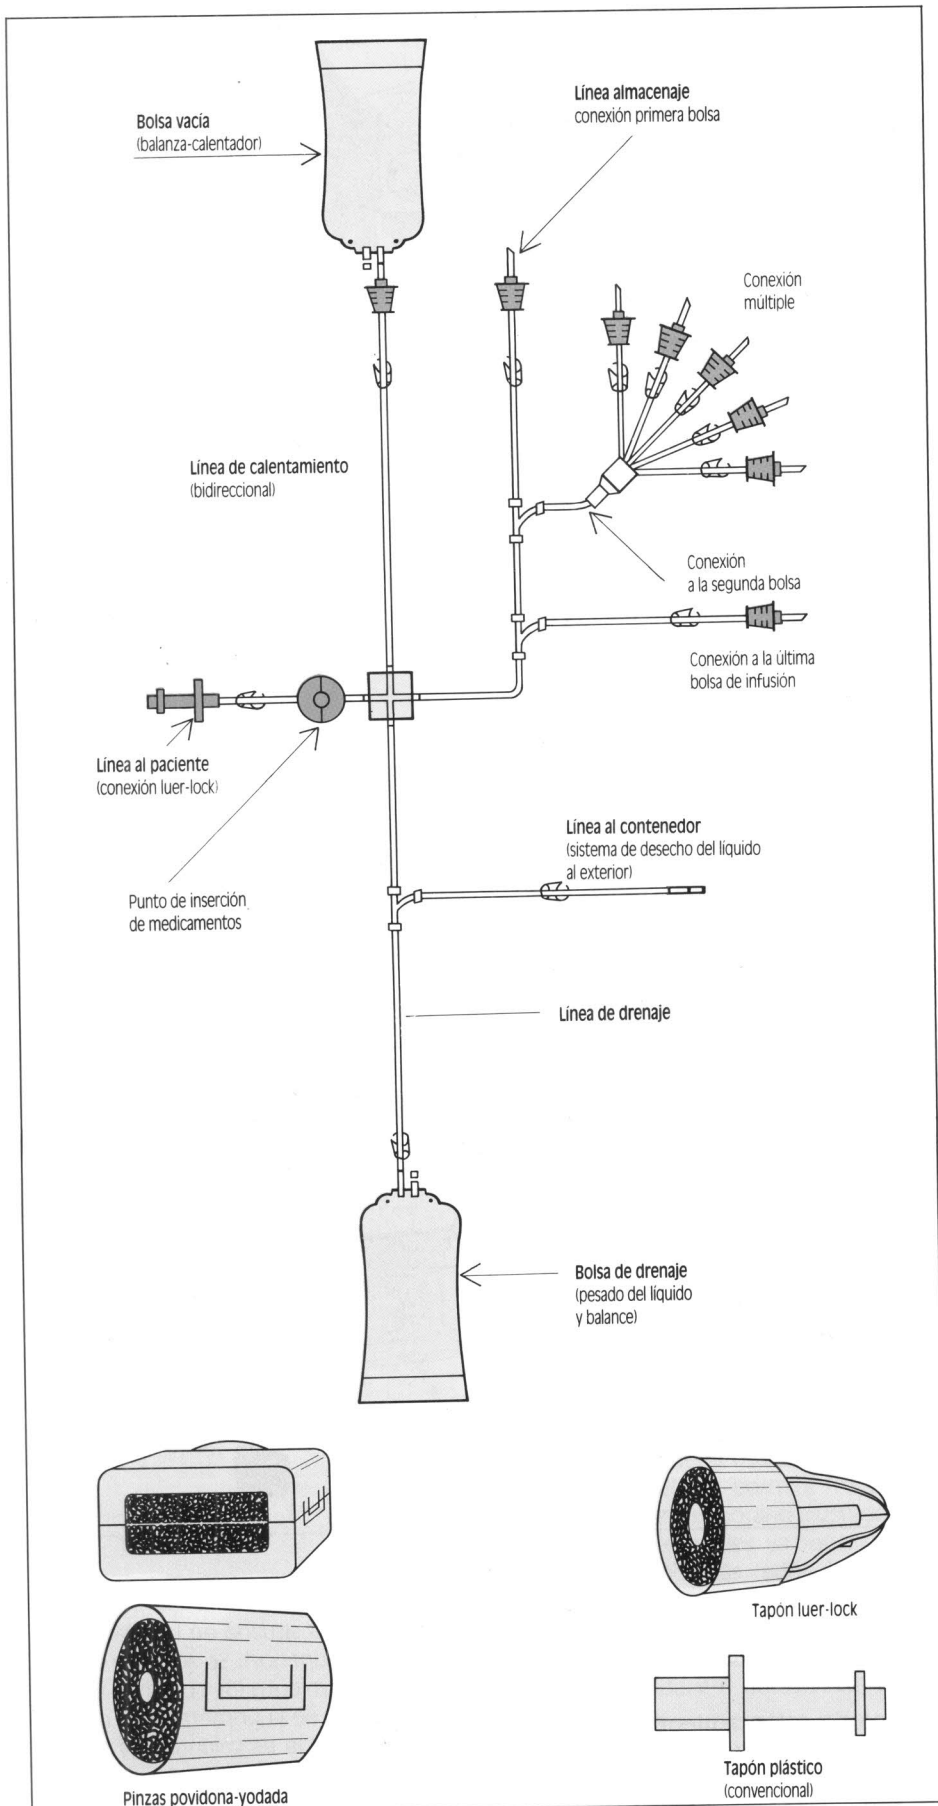 Bolsa vacía
(balanza-calentador)
Línea almacenaje
conexión primera bolsa
Conexión
múltiple
Línea de calentamiento
(bidireccional)
Conexión
a la segunda bolsa
Conexión a la última
bolsa de infusión
Línea al paciente
(conexión luer-lock)
Punto de inserción
de medicamentos
Línea al contenedor
(sistema de desecho del líquido
al exterior)
Línea de drenaje
Bolsa de drenaje
(pesado del líquido
y balance)
Tapón luer-lock
Pinzas povidona-yodada
Tapón plástico
(convencional)